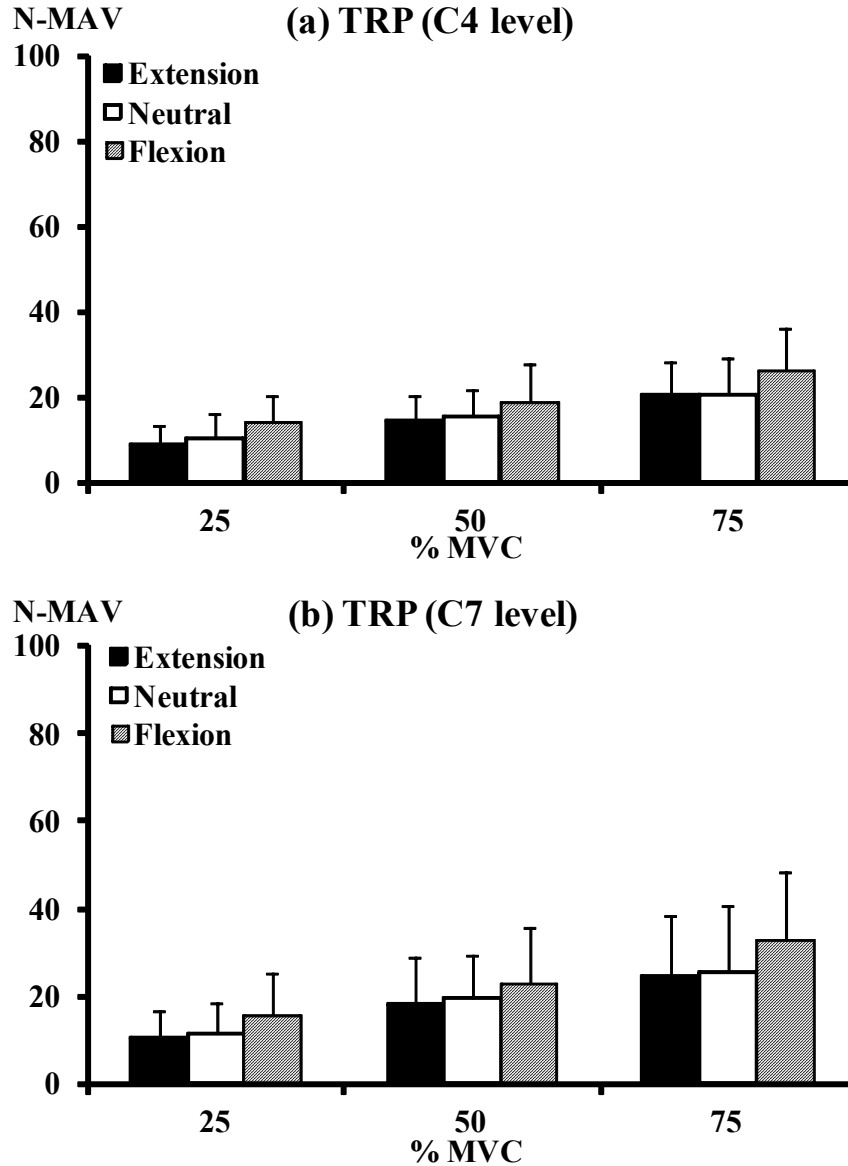 N-MAV
(a) TRP (C4 level)
100
Extension
80
Neutral
Flexion
60
40
20
0
25
50
75
% MVC
N-MAV
(b) TRP (C7 level)
100
Extension
Neutral
80
Flexion
60
40
20
0
25
50
75
% MVC